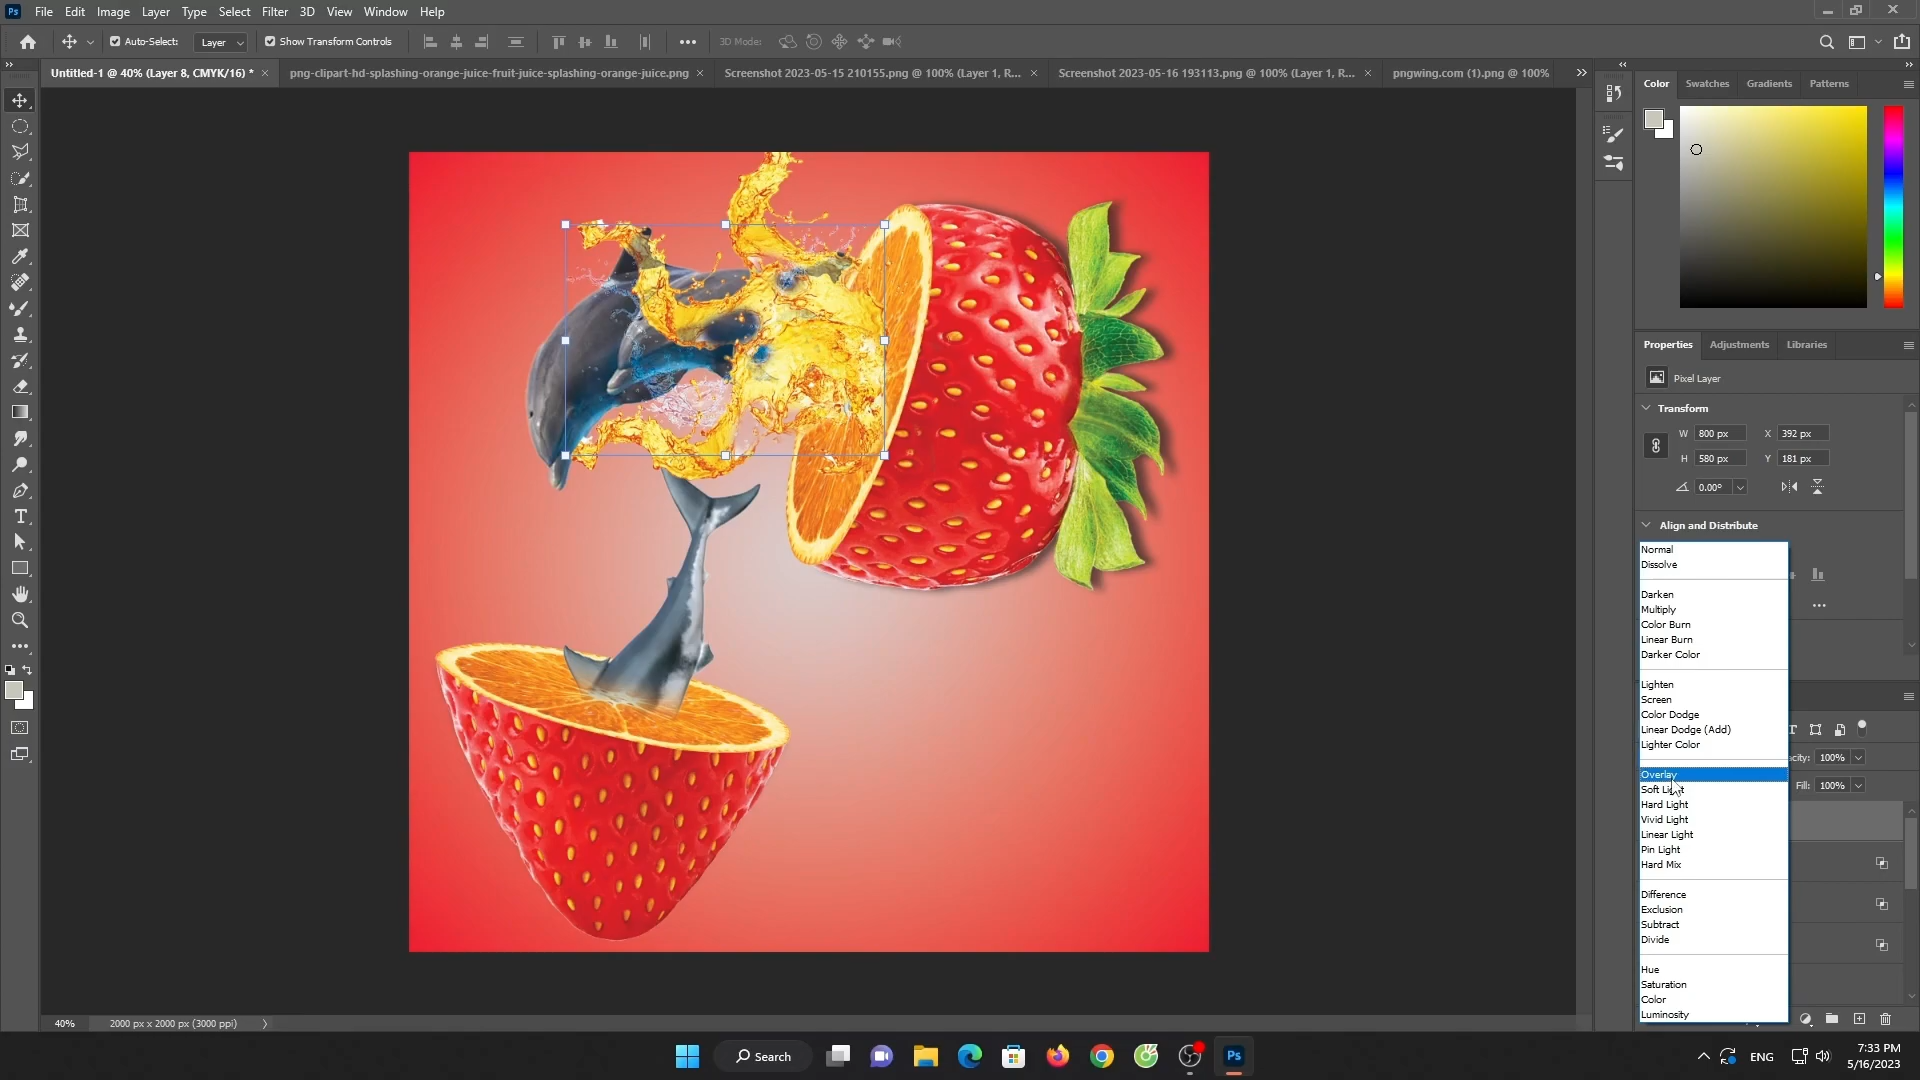 Ps File Edit Image Layer Type Select Filter 3D View Window Help
Auto-Select: Layer Show Transform Controls 3D Mode:
Untitled-1 @ 40% (Layer 8, CMYK/16) * png-clipart-hd-splashing-orange-juice-fruit-juice-splashing-orange-juice.png Screenshot 2023-05-15 210155.png @ 100% (Layer 1, R... Screenshot 2023-05-16 193113.png @ 100% (Layer 1, R... pngwing.com (1).png @ 100%
Color Swatches Gradients Patterns
Properties Adjustments Libraries
Pixel Layer
Transform
W 800 px X 392 px
H 580 px Y 181 px
0.00°
Align and Distribute
Normal
Dissolve
Darken
Multiply
Color Burn
Linear Burn
Darker Color
Lighten
Screen
Color Dodge
Linear Dodge (Add)
Lighter Color
100%
Overlay
Soft Light
Fill: 100%
Hard Light
Vivid Light
Linear Light
Pin Light
Hard Mix
Difference
Exclusion
Subtract
Divide
Hue
Saturation
Color
Luminosity
40% 2000 px x 2000 px (3000 ppi)
Search Ps ENG 7:33 PM
5/16/2023